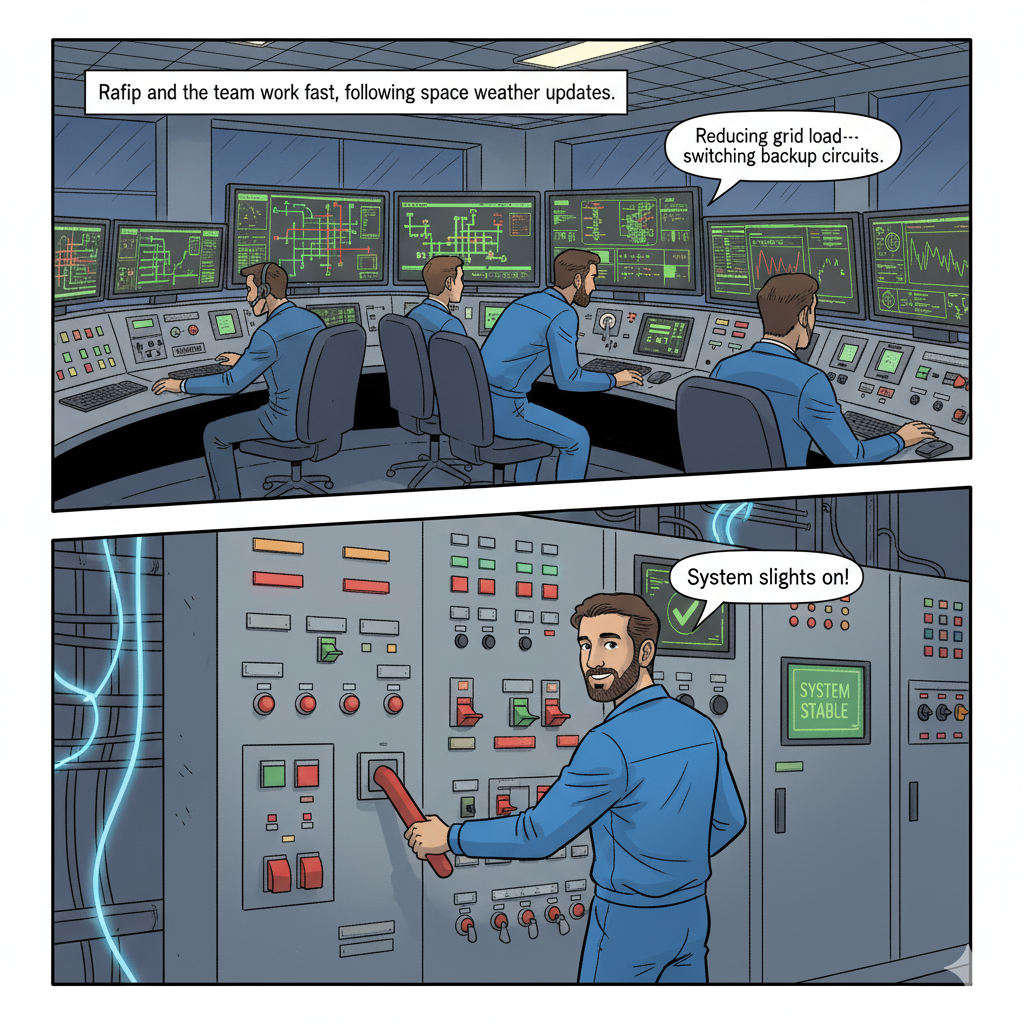 Rafip and the team work fast, following space weather updates.
Reducing grid load---
switching backup circuits.
System slights on!
SYSTEM
STABLE